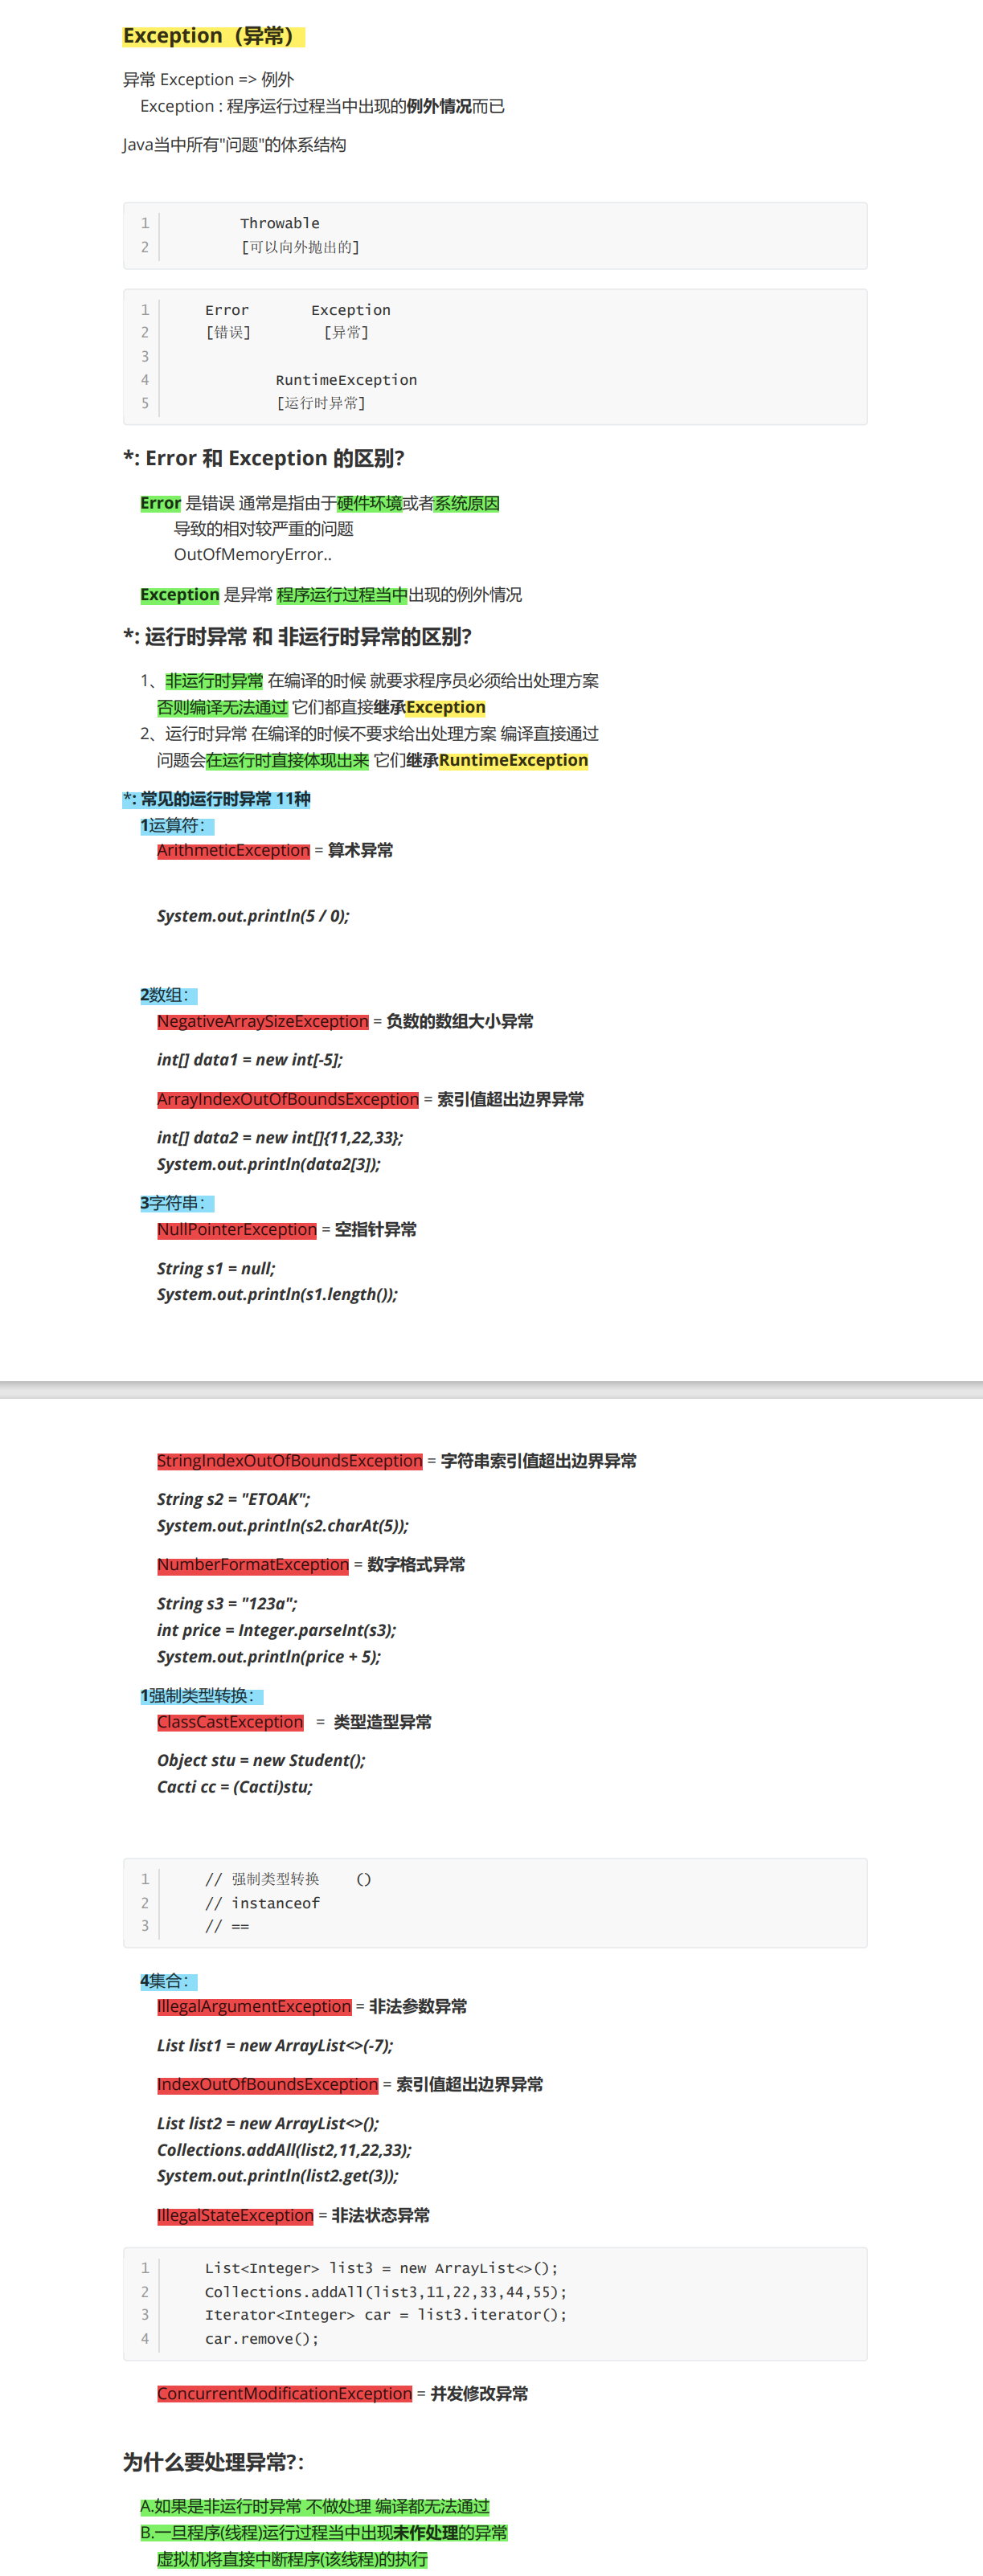 Exception（异常）
异常 Exception => 例外
Exception : 程序运行过程当中出现的例外情况而已
Java当中所有"问题"的体系结构
1 Throwable
2 [可以向外抛出的]
1 Error Exception
2 [错误] [异常]
3
4 RuntimeException
5 [运行时异常]
*: Error 和 Exception 的区别?
Error 是错误 通常是指由于硬件环境或者系统原因
导致的相对较严重的问题
OutOfMemoryError..
Exception 是异常 程序运行过程当中出现的例外情况
*: 运行时异常 和 非运行时异常的区别?
1、非运行时异常 在编译的时候 就要求程序员必须给出处理方案
否则编译无法通过 它们都直接继承Exception
2、运行时异常 在编译的时候不要求给出处理方案 编译直接通过
问题会在运行时直接体现出来 它们继承RuntimeException
*: 常见的运行时异常 11种
1运算符：
ArithmeticException = 算术异常
System.out.println(5 / 0);
2数组：
NegativeArraySizeException = 负数的数组大小异常
int[] data1 = new int[-5];
ArrayIndexOutOfBoundsException = 索引值超出边界异常
int[] data2 = new int[]{11,22,33};
System.out.println(data2[3]);
3字符串：
NullPointerException = 空指针异常
String s1 = null;
System.out.println(s1.length());
StringIndexOutOfBoundsException = 字符串索引值超出边界异常
String s2 = "ETOAK";
System.out.println(s2.charAt(5));
NumberFormatException = 数字格式异常
String s3 = "123a";
int price = Integer.parseInt(s3);
System.out.println(price + 5);
1强制类型转换：
ClassCastException = 类型造型异常
Object stu = new Student();
Cacti cc = (Cacti)stu;
1 // 强制类型转换 ()
2 // instanceof
3 // ==
4集合：
IllegalArgumentException = 非法参数异常
List list1 = new ArrayList<>(-7);
IndexOutOfBoundsException = 索引值超出边界异常
List list2 = new ArrayList<>();
Collections.addAll(list2,11,22,33);
System.out.println(list2.get(3));
IllegalStateException = 非法状态异常
1 List<Integer> list3 = new ArrayList<>();
2 Collections.addAll(list3,11,22,33,44,55);
3 Iterator<Integer> car = list3.iterator();
4 car.remove();
ConcurrentModificationException = 并发修改异常
为什么要处理异常?：
A.如果是非运行时异常 不做处理 编译都无法通过
B.一旦程序(线程)运行过程当中出现未作处理的异常
虚拟机将直接中断程序(该线程)的执行